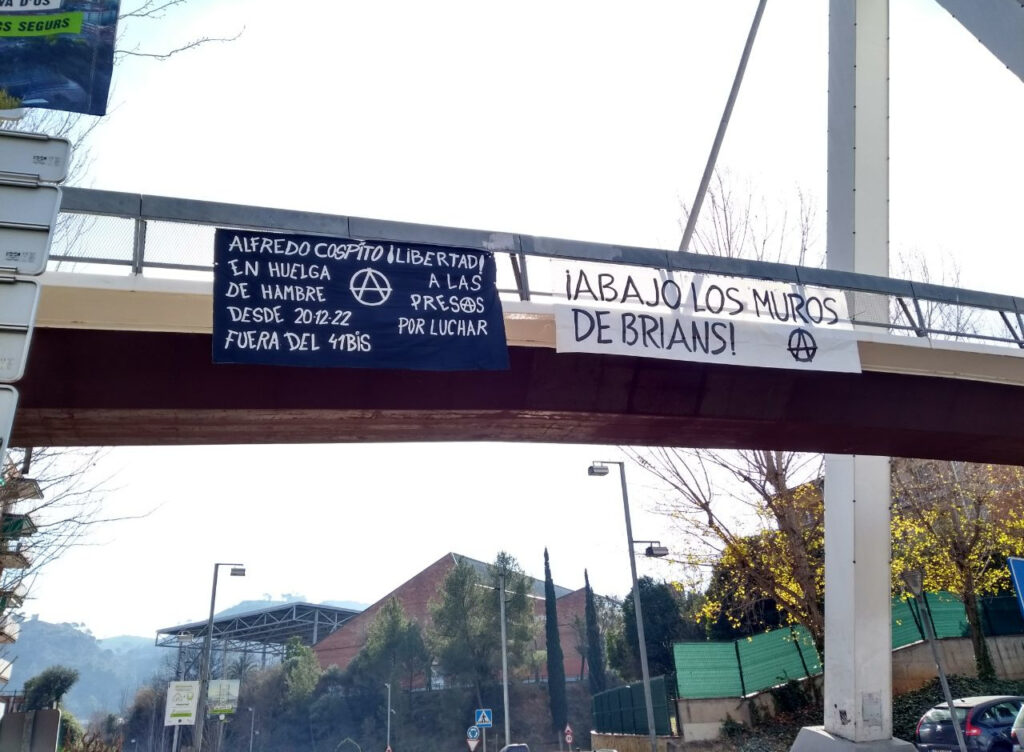 A D'ÚS
S SEGURS
ALFREDO COSPITO ¡LIBERTAD!
EN HUELGA
DE HAMBRE
DESDE 20·12·22
FUERA DEL 41BIS
A LAS
PRESAS
POR LUCHAR
¡ABAJO LOS MUROS
DE BRIANS!